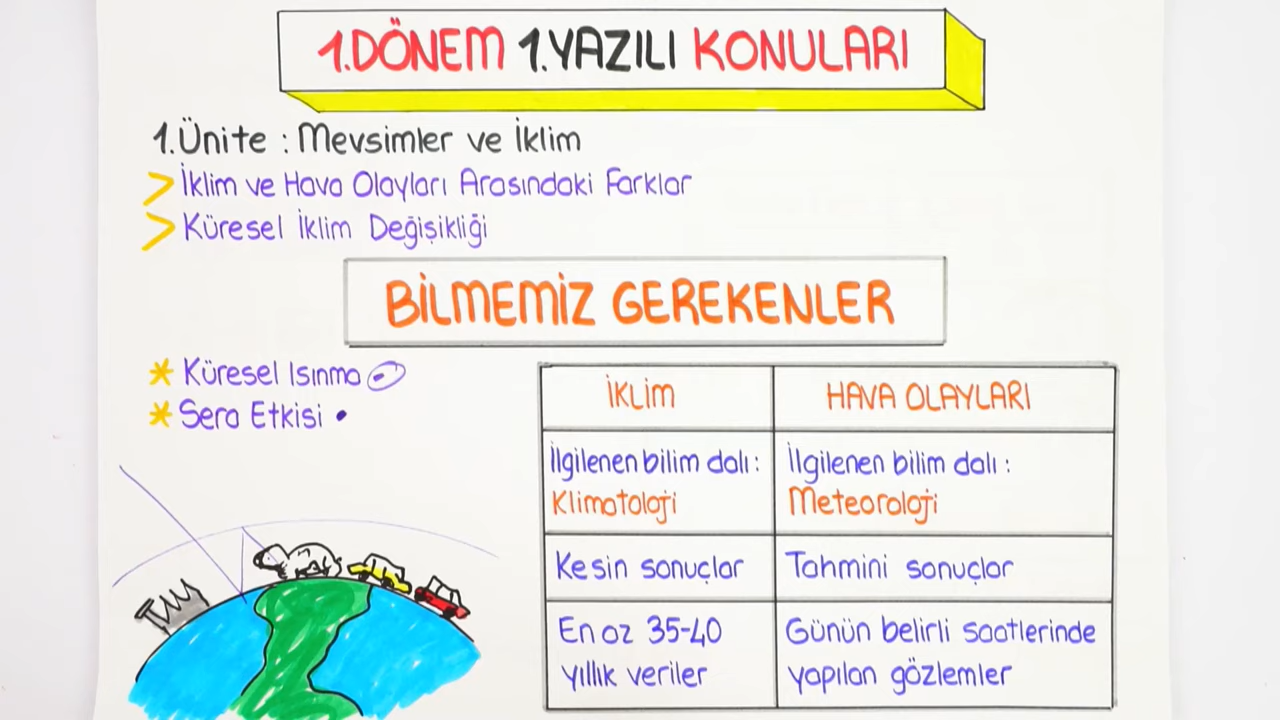 1.DÖNEM 1.YAZILI KONULARI
1.Ünite : Mevsimler ve İklim
> İklim ve Hava Olayları Arasındaki Farklar
> Küresel İklim Değişikliği
BİLMEMİZ GEREKENLER
* Küresel Isınma
* Sera Etkisi •
İKLİM
HAVA OLAYLARI
İlgilenen bilim dalı :
Klimatoloji
İlgilenen bilim dalı :
Meteoroloji
Kesin sonuçlar
Tahmini sonuçlar
En az 35-40
yıllık veriler
Günün belirli saatlerinde
yapılan gözlemler